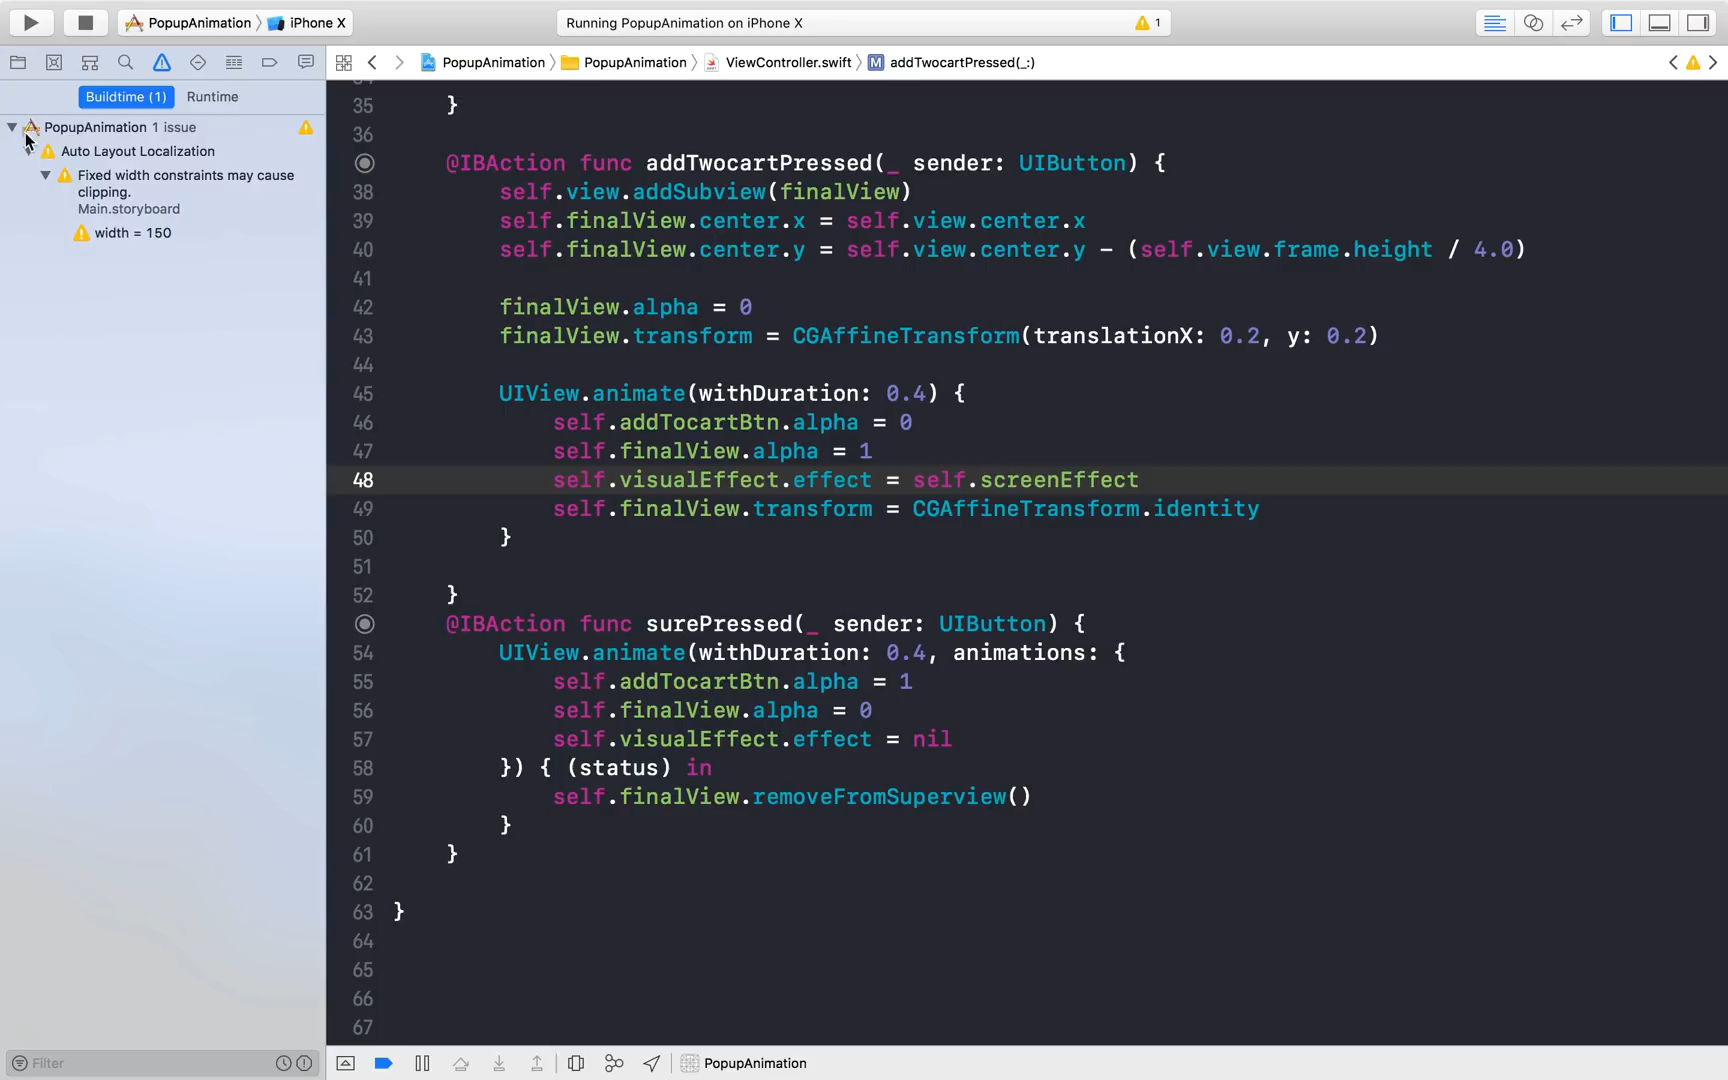 PopupAnimation iPhone X
Running PopupAnimation on iPhone X 1
PopupAnimation PopupAnimation ViewController.swift M addTwocartPressed(_:)
Buildtime (1) Runtime
PopupAnimation 1 issue
Auto Layout Localization
Fixed width constraints may cause
clipping.
Main.storyboard
width = 150
35 }
36
@IBAction func addTwocartPressed(_ sender: UIButton) {
38 self.view.addSubview(finalView)
39 self.finalView.center.x = self.view.center.x
40 self.finalView.center.y = self.view.center.y - (self.view.frame.height / 4.0)
41
42 finalView.alpha = 0
43 finalView.transform = CGAffineTransform(translationX: 0.2, y: 0.2)
44
45 UIView.animate(withDuration: 0.4) {
46 self.addTocartBtn.alpha = 0
47 self.finalView.alpha = 1
48 self.visualEffect.effect = self.screenEffect
49 self.finalView.transform = CGAffineTransform.identity
50 }
51
52 }
@IBAction func surePressed(_ sender: UIButton) {
54 UIView.animate(withDuration: 0.4, animations: {
55 self.addTocartBtn.alpha = 1
56 self.finalView.alpha = 0
57 self.visualEffect.effect = nil
58 }) { (status) in
59 self.finalView.removeFromSuperview()
60 }
61 }
62
63 }
64
65
66
67
Filter
PopupAnimation